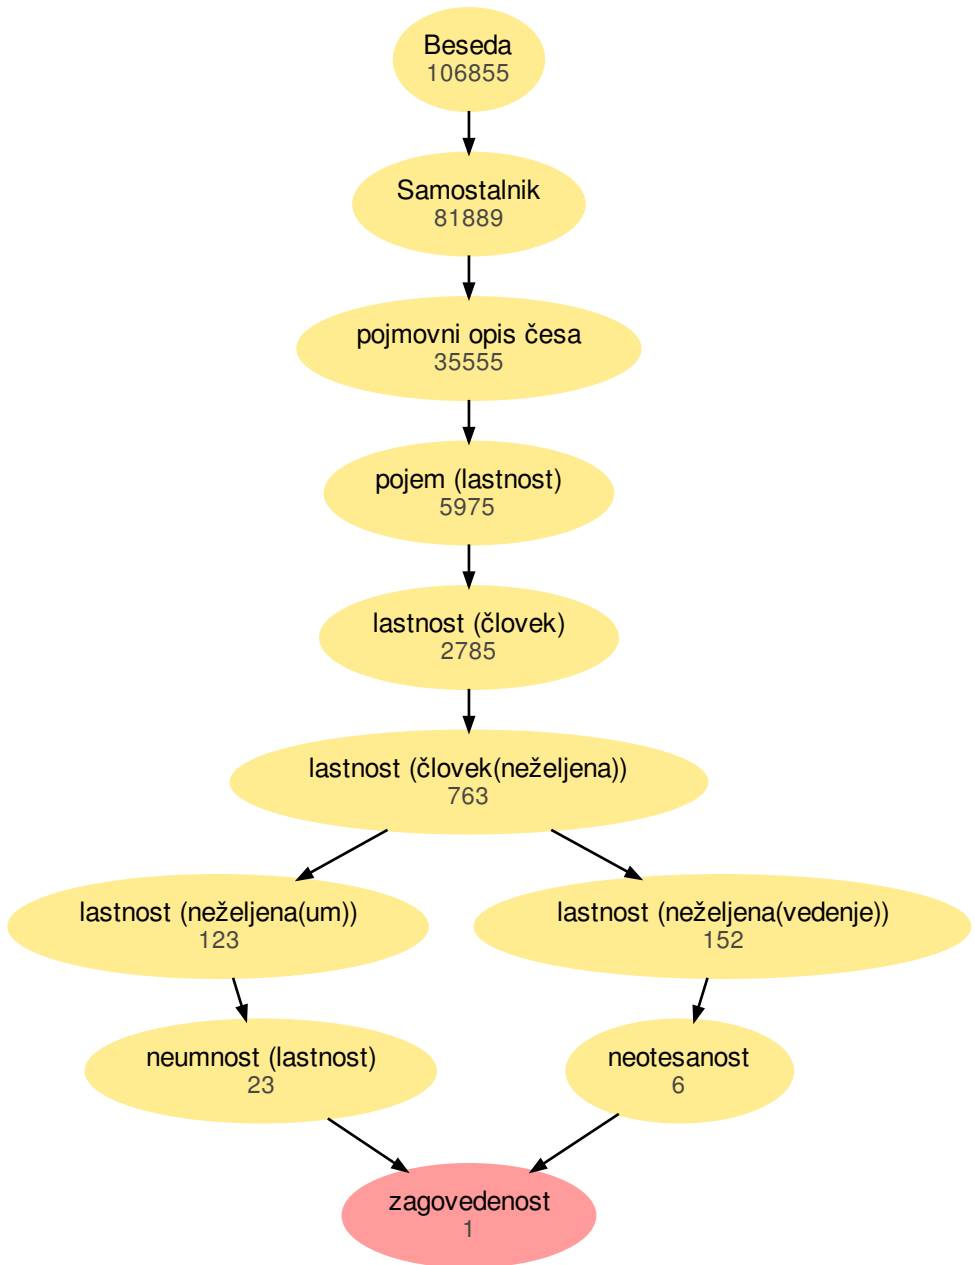 Beseda
106855
Samostalnik
81889
pojmovni opis česa
35555
pojem (lastnost)
5975
lastnost (človek)
2785
lastnost (človek(neželjena))
763
lastnost (neželjena(um))
123
lastnost (neželjena(vedenje))
152
neumnost (lastnost)
23
neotesanost
6
zagovedenost
1